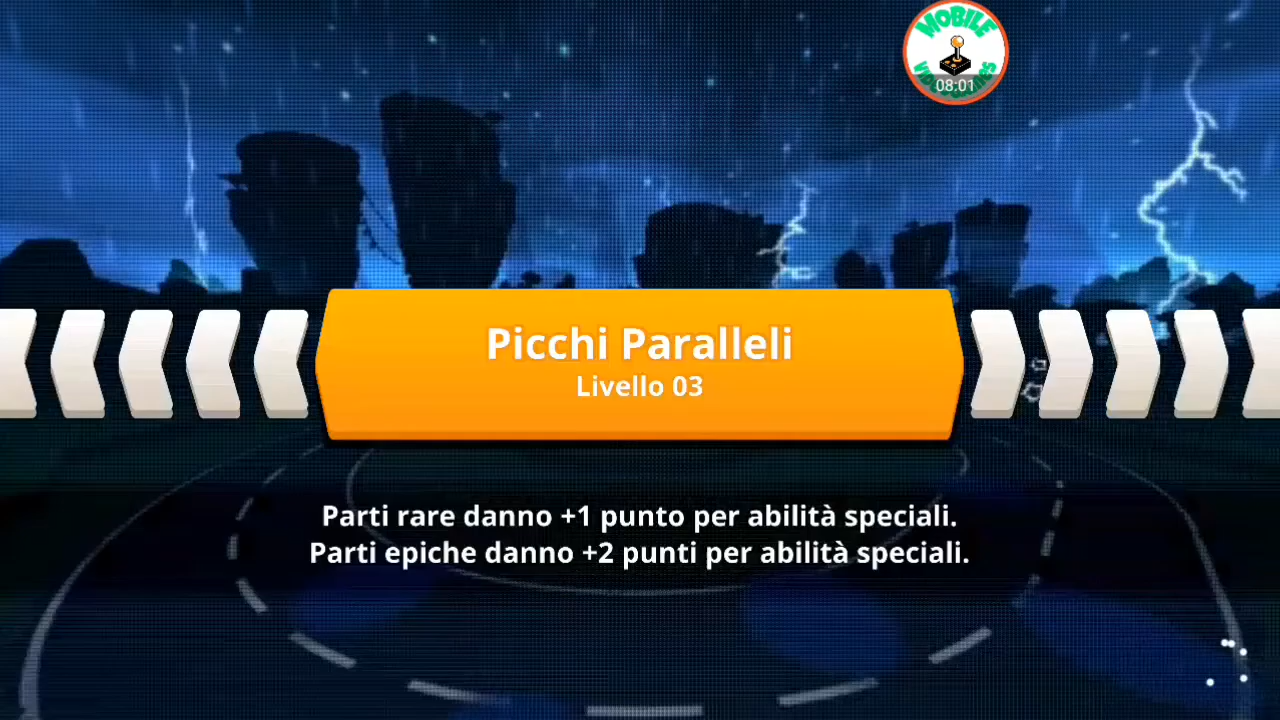 MOBILE
VIDEOGAMES
08:01
Picchi Paralleli
Livello 03
Parti rare danno +1 punto per abilità speciali.
Parti epiche danno +2 punti per abilità speciali.